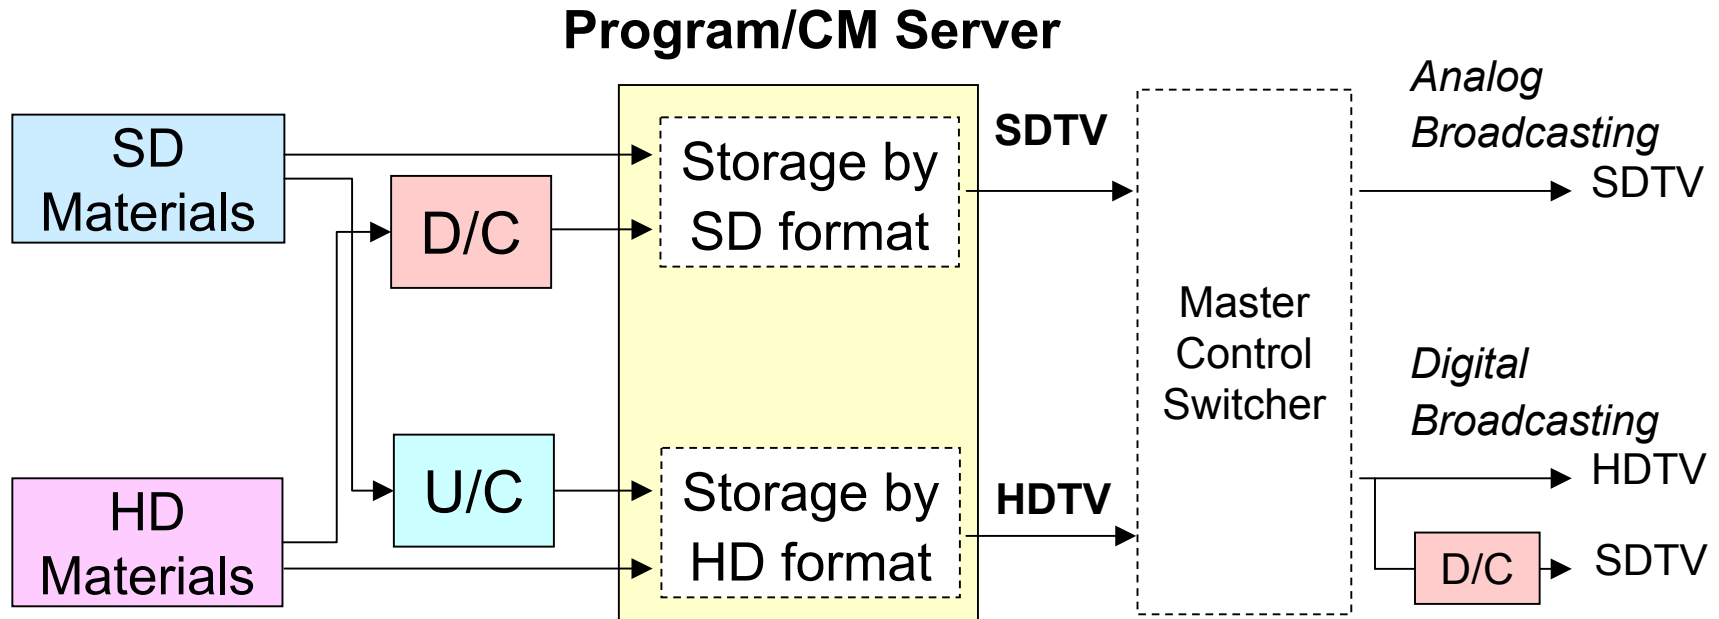 Program/CM Server
SD
Materials
D/C
Storage by
SD format
SDTV
Analog
Broadcasting
SDTV
Master
Control
Switcher
HD
Materials
U/C
Storage by
HD format
HDTV
Digital
Broadcasting
HDTV
D/C
SDTV